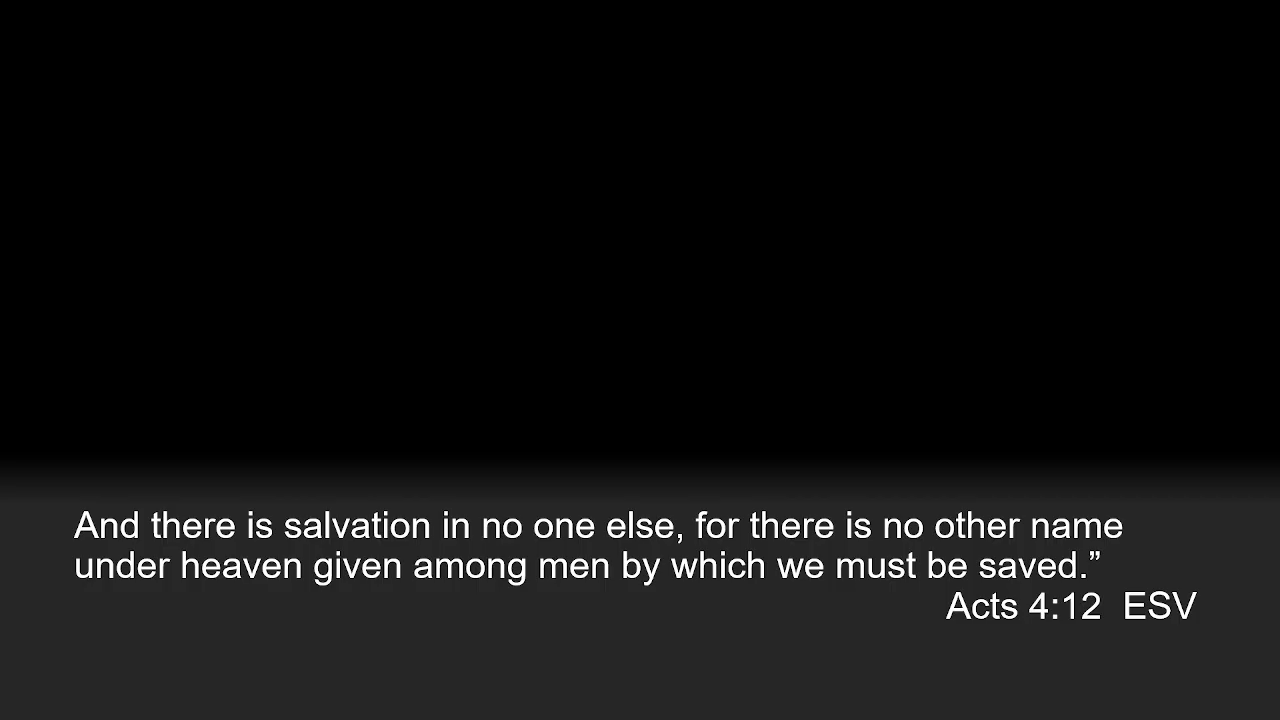 And there is salvation in no one else, for there is no other name
under heaven given among men by which we must be saved.”
Acts 4:12  ESV